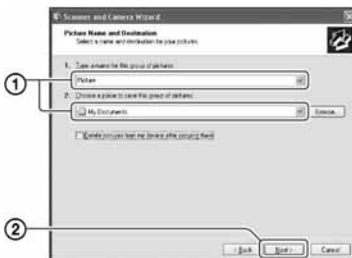 Scanner and Camera Wizard
Picture Name and Destination
Select a name and destination for your pictures.
1. Type a name for this group of pictures:
Picture
2. Choose a place to save this group of pictures:
My Documents
Browse...
Delete pictures from my device after copying them
1
2
< Back
Next >
Cancel